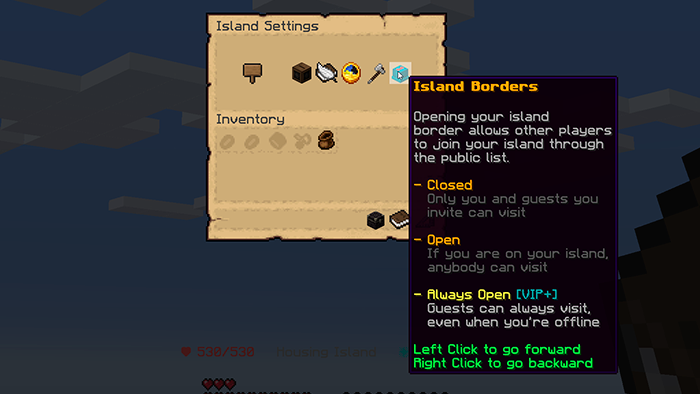 Island Settings
Inventory
Island Borders
Opening your island
border allows other players
to join your island through
the public list.
- Closed
Only you and guests you
invite can visit
- Open
If you are on your island,
anybody can visit
- Always Open [VIP+]
Guests can always visit,
even when you're offline
Left Click to go forward
Right Click to go backward
530/530 Housing Island